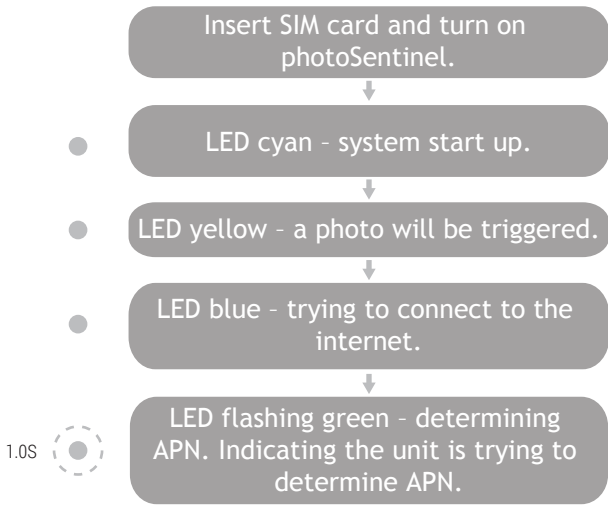 Insert SIM card and turn on
photoSentinel.
LED cyan – system start up.
LED yellow – a photo will be triggered.
LED blue – trying to connect to the
internet.
1.0S
LED flashing green – determining
APN. Indicating the unit is trying to
determine APN.